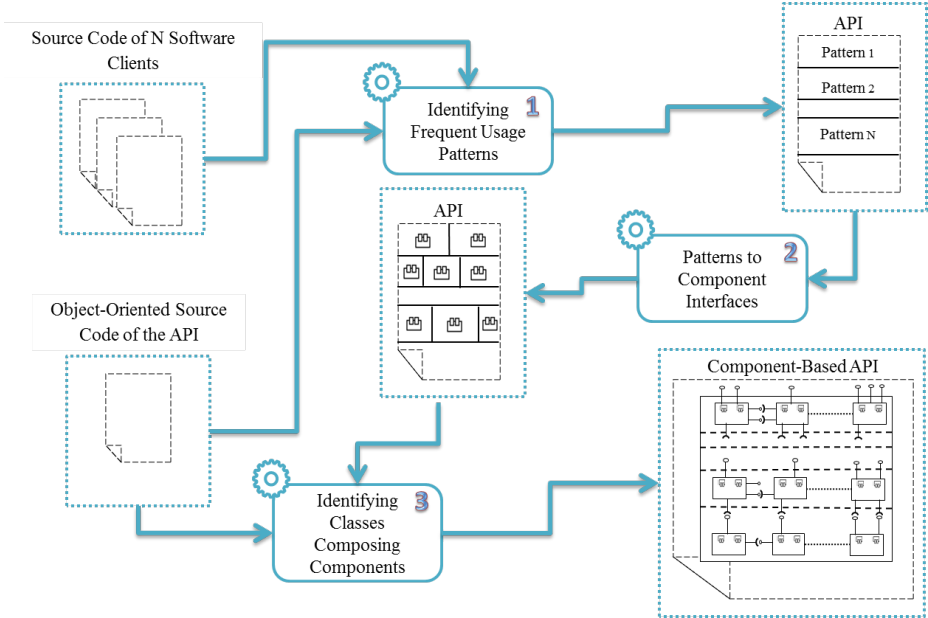 Source Code of N Software
Clients
Identifying
Frequent Usage
Patterns
1
API
Pattern 1
Pattern 2
Pattern N
API
Patterns to
Component
Interfaces
2
Object-Oriented Source
Code of the API
Component-Based API
Identifying
Classes
Composing
Components
3